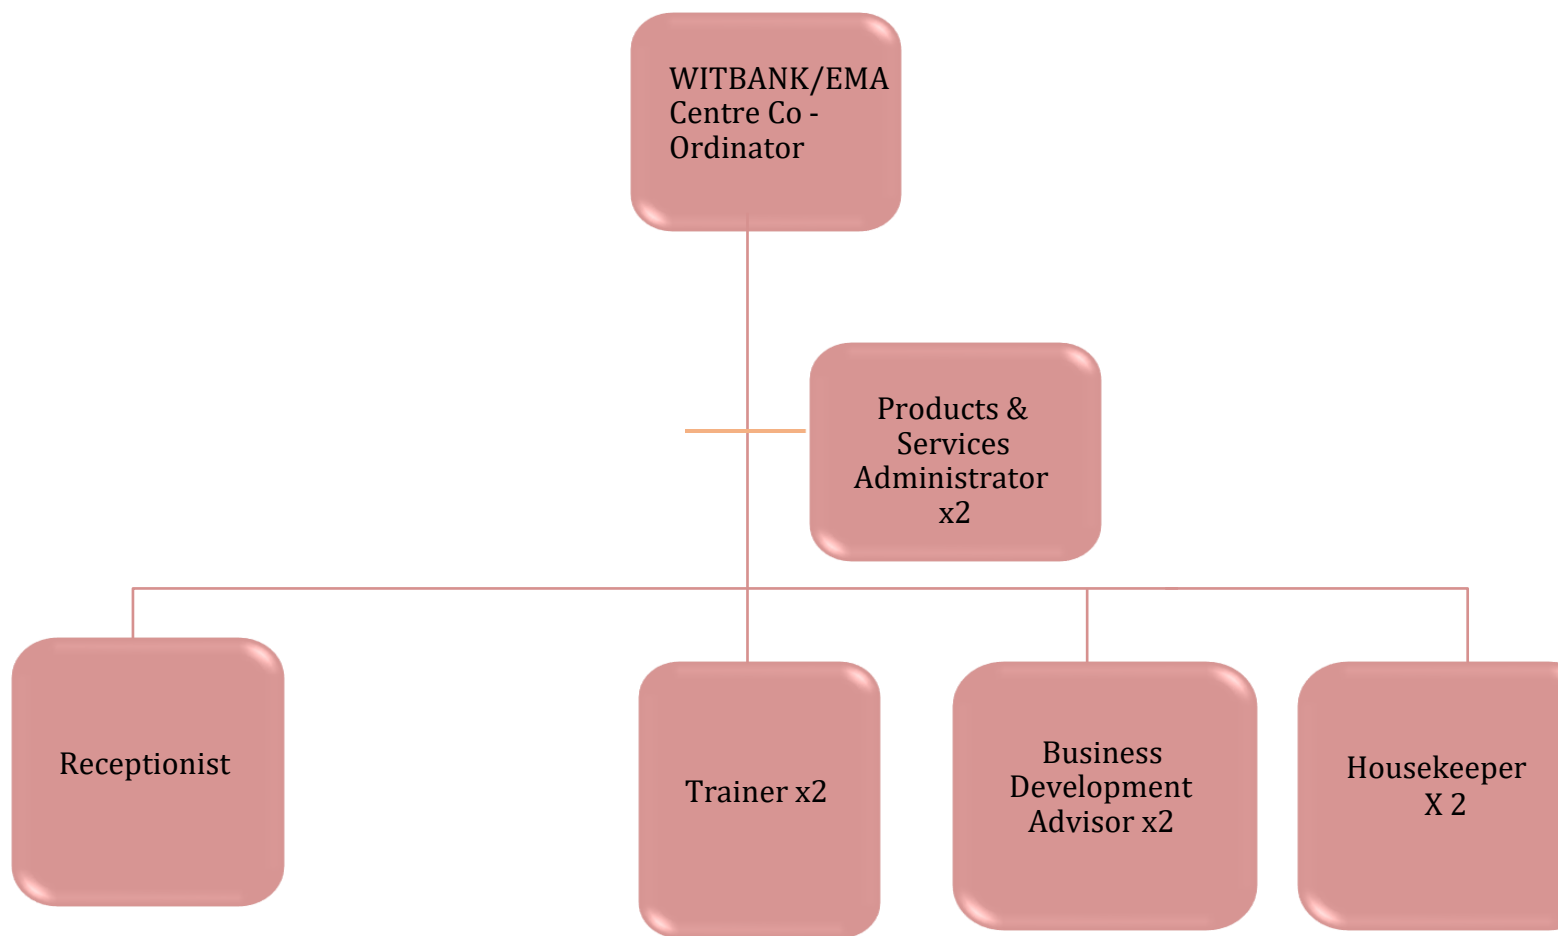 WITBANK/EMA
Centre Co -
Ordinator
Products &
Services
Administrator
x2
Receptionist
Trainer x2
Business
Development
Advisor x2
Housekeeper
X 2